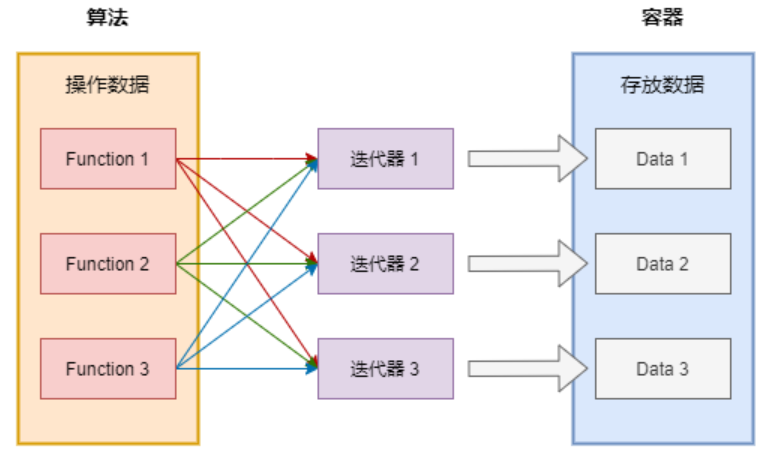 算法
容器
操作数据
存放数据
Function 1
迭代器 1
Data 1
Function 2
迭代器 2
Data 2
Function 3
迭代器 3
Data 3